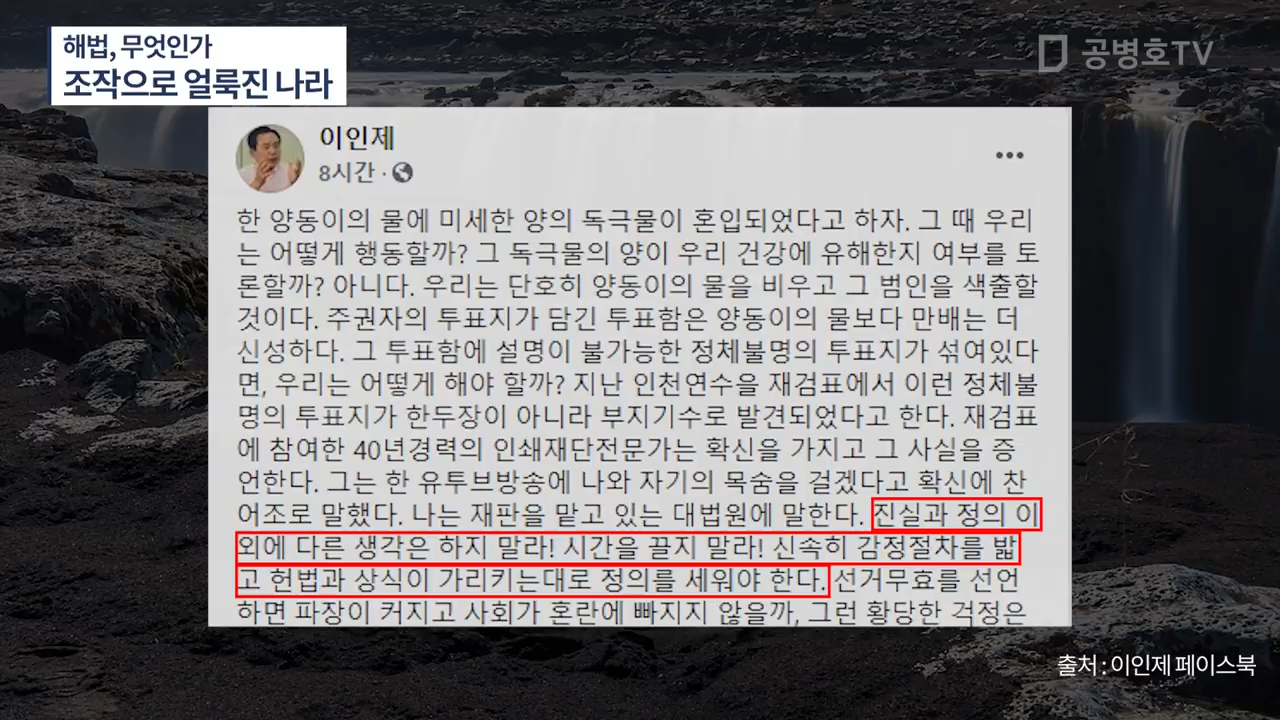 해법, 무엇인가
조작으로 얼룩진 나라
공병호TV
이인제
8시간 ·
한 양동이의 물에 미세한 양의 독극물이 혼입되었다고 하자. 그 때 우리
는 어떻게 행동할까? 그 독극물의 양이 우리 건강에 유해한지 여부를 토
론할까? 아니다. 우리는 단호히 양동이의 물을 비우고 그 범인을 색출할
것이다. 주권자의 투표지가 담긴 투표함은 양동이의 물보다 만배는 더
신성하다. 그 투표함에 설명이 불가능한 정체불명의 투표지가 섞여있다
면, 우리는 어떻게 해야 할까? 지난 인천연수을 재검표에서 이런 정체불
명의 투표지가 한두장이 아니라 부지기수로 발견되었다고 한다. 재검표
에 참여한 40년경력의 인쇄재단전문가는 확신을 가지고 그 사실을 증
언한다. 그는 한 유투브방송에 나와 자기의 목숨을 걸겠다고 확신에 찬
어조로 말했다. 나는 재판을 맡고 있는 대법원에 말한다. 진실과 정의 이
외에 다른 생각은 하지 말라! 시간을 끌지 말라! 신속히 감정절차를 밟
고 헌법과 상식이 가리키는대로 정의를 세워야 한다. 선거무효를 선언
하면 파장이 커지고 사회가 혼란에 빠지지 않을까, 그런 황당한 걱정은
출처 : 이인제 페이스북